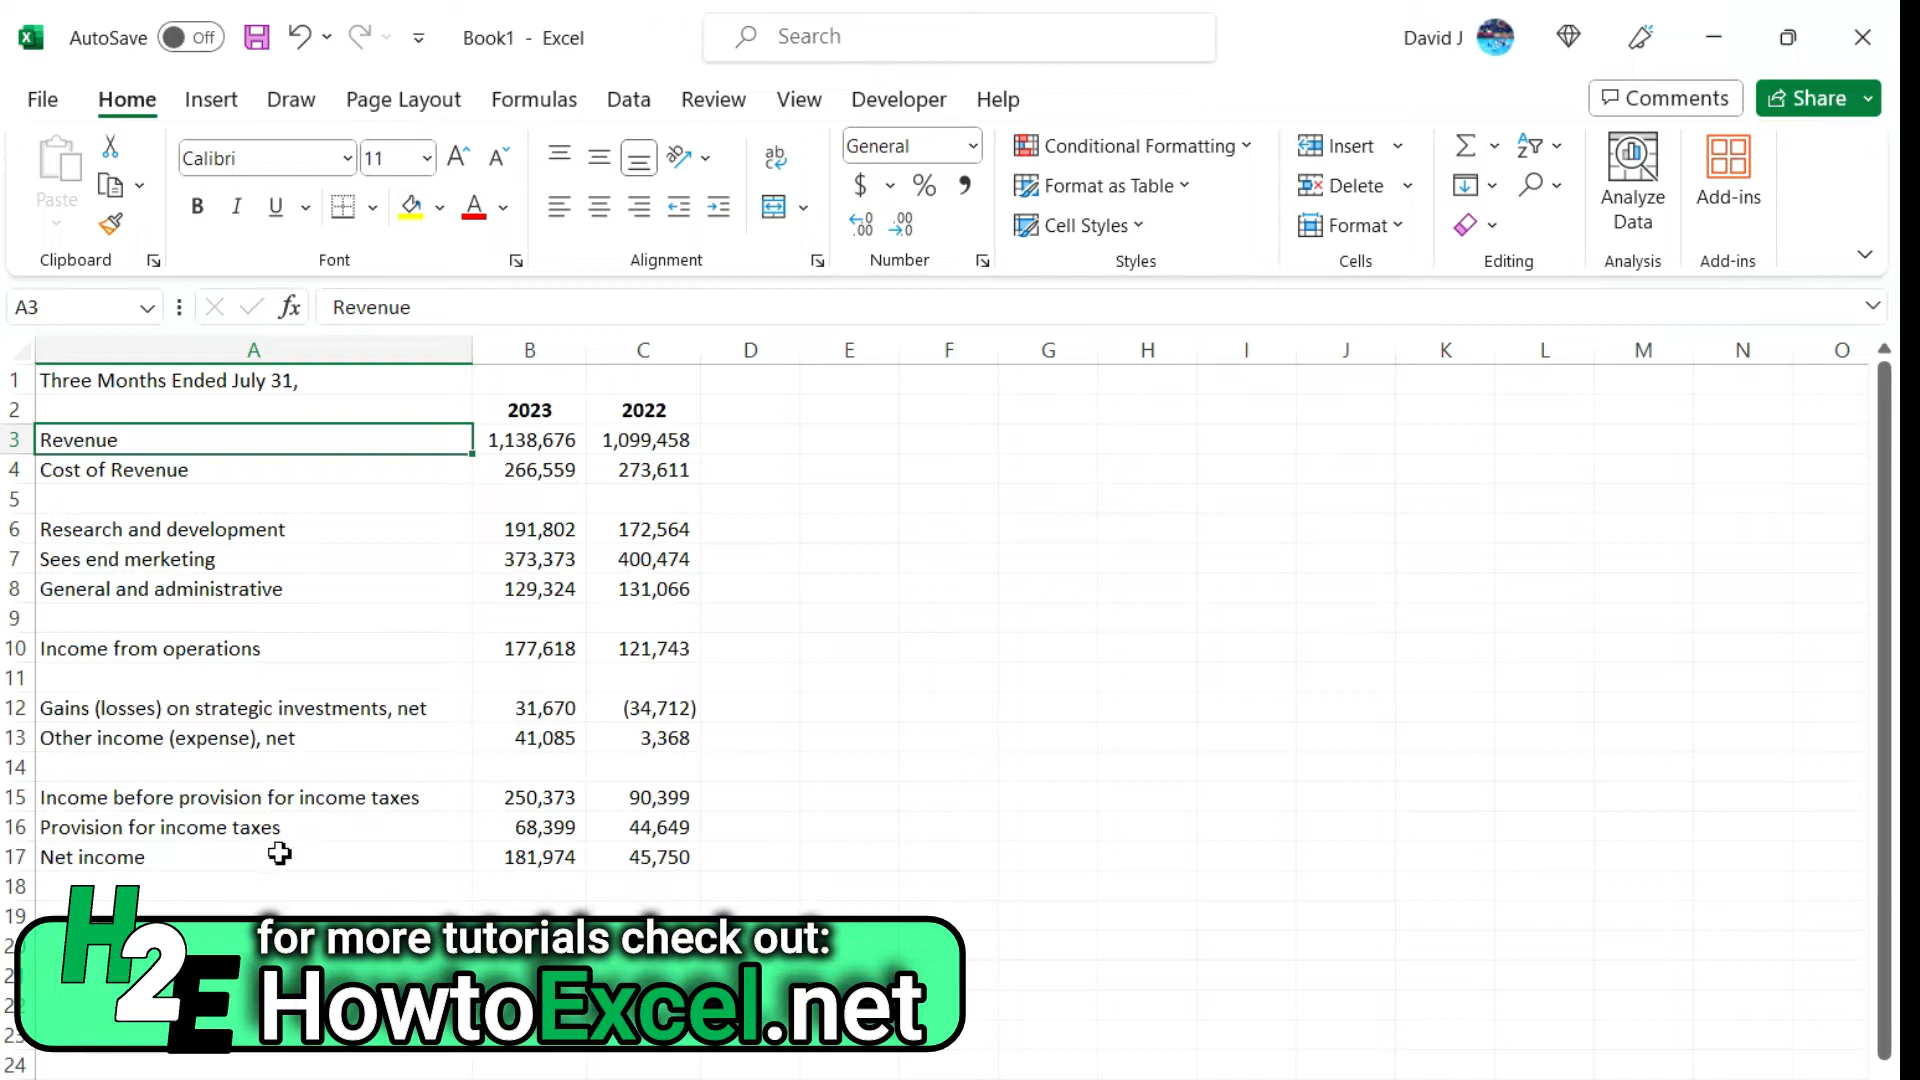 AutoSave Off Book1 - Excel Search David J
File Home Insert Draw Page Layout Formulas Data Review View Developer Help Comments Share
Paste Calibri 11 General Conditional Formatting Insert
B I U $ % Format as Table Delete Analyze Data Add-ins
Cell Styles Format
Clipboard Font Alignment Number Styles Cells Editing Analysis Add-ins
A3 fx Revenue
A B C D E F G H I J K L M N O
1 Three Months Ended July 31,
2 2023 2022
3 Revenue 1,138,676 1,099,458
4 Cost of Revenue 266,559 273,611
5
6 Research and development 191,802 172,564
7 Sees end merketing 373,373 400,474
8 General and administrative 129,324 131,066
9
10 Income from operations 177,618 121,743
11
12 Gains (losses) on strategic investments, net 31,670 (34,712)
13 Other income (expense), net 41,085 3,368
14
15 Income before provision for income taxes 250,373 90,399
16 Provision for income taxes 68,399 44,649
17 Net income 181,974 45,750
18
19
24
H2E
for more tutorials check out:
HowtoExcel.net